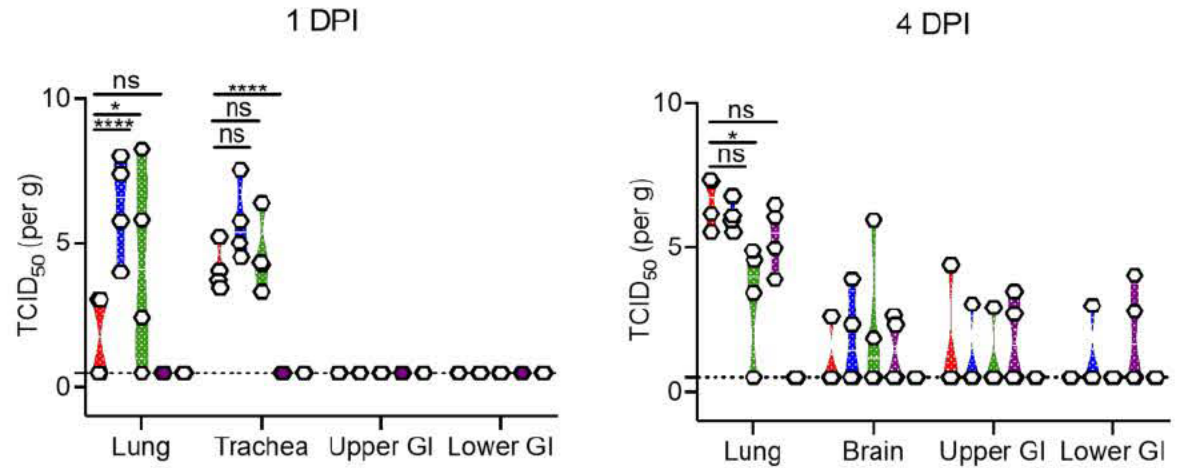 1 DPI
4 DPI
TCID50 (per g)
10
5
0
ns
*
****
****
ns
ns
Lung
Trachea
Upper GI
Lower GI
TCID50 (per g)
10
5
0
ns
*
ns
Lung
Brain
Upper GI
Lower GI